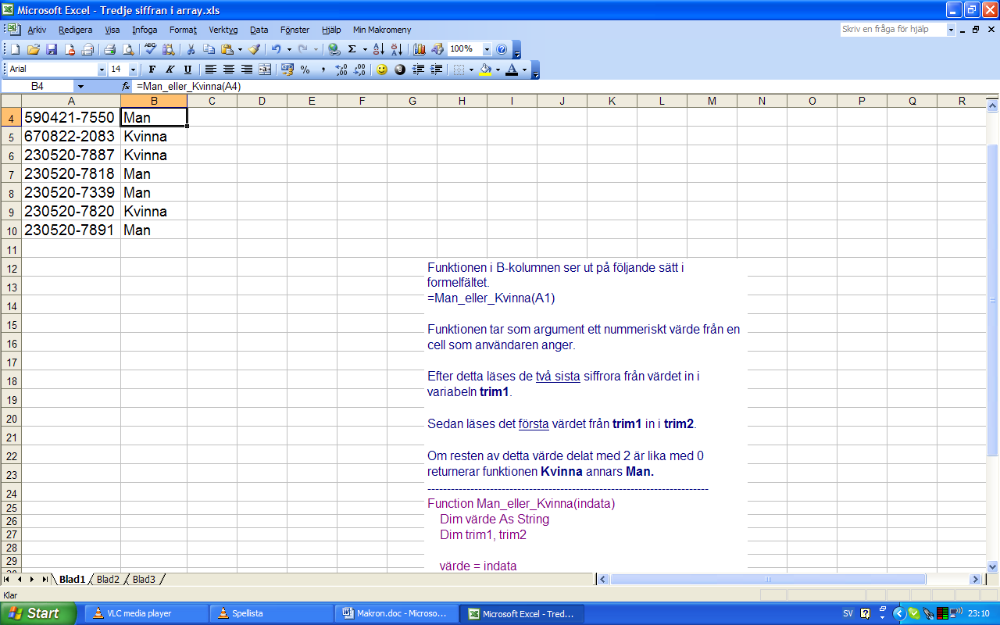 Microsoft Excel - Tredje siffran i array.xls
Arkiv Redigera Visa Infoga Format Verktyg Data Fönster Hjälp Min Makromeny Skriv en fråga för hjälp
100%
Arial 14 F K U
B4 fx =Man_eller_Kvinna(A4)
A B C D E F G H I J K L M N O P Q R
4 590421-7550 Man
5 670822-2083 Kvinna
6 230520-7887 Kvinna
7 230520-7818 Man
8 230520-7339 Man
9 230520-7820 Kvinna
10 230520-7891 Man
11
12 Funktionen i B-kolumnen ser ut på följande sätt i
13 formelfältet.
14 =Man_eller_Kvinna(A1)
15 Funktionen tar som argument ett nummeriskt värde från en
16 cell som användaren anger.
17
18 Efter detta läses de två sista siffrora från värdet in i
19 variabeln trim1.
20
21 Sedan läses det första värdet från trim1 in i trim2.
22 Om resten av detta värde delat med 2 är lika med 0
23 returnerar funktionen Kvinna annars Man.
24 ------------------------------------------------------------------------
25 Function Man_eller_Kvinna(indata)
26 Dim värde As String
27 Dim trim1, trim2
28
29 värde = indata
Blad1 Blad2 Blad3
Klar
Start VLC media player Spellista Makron.doc - Microso... Microsoft Excel - Tred... SV 23:10